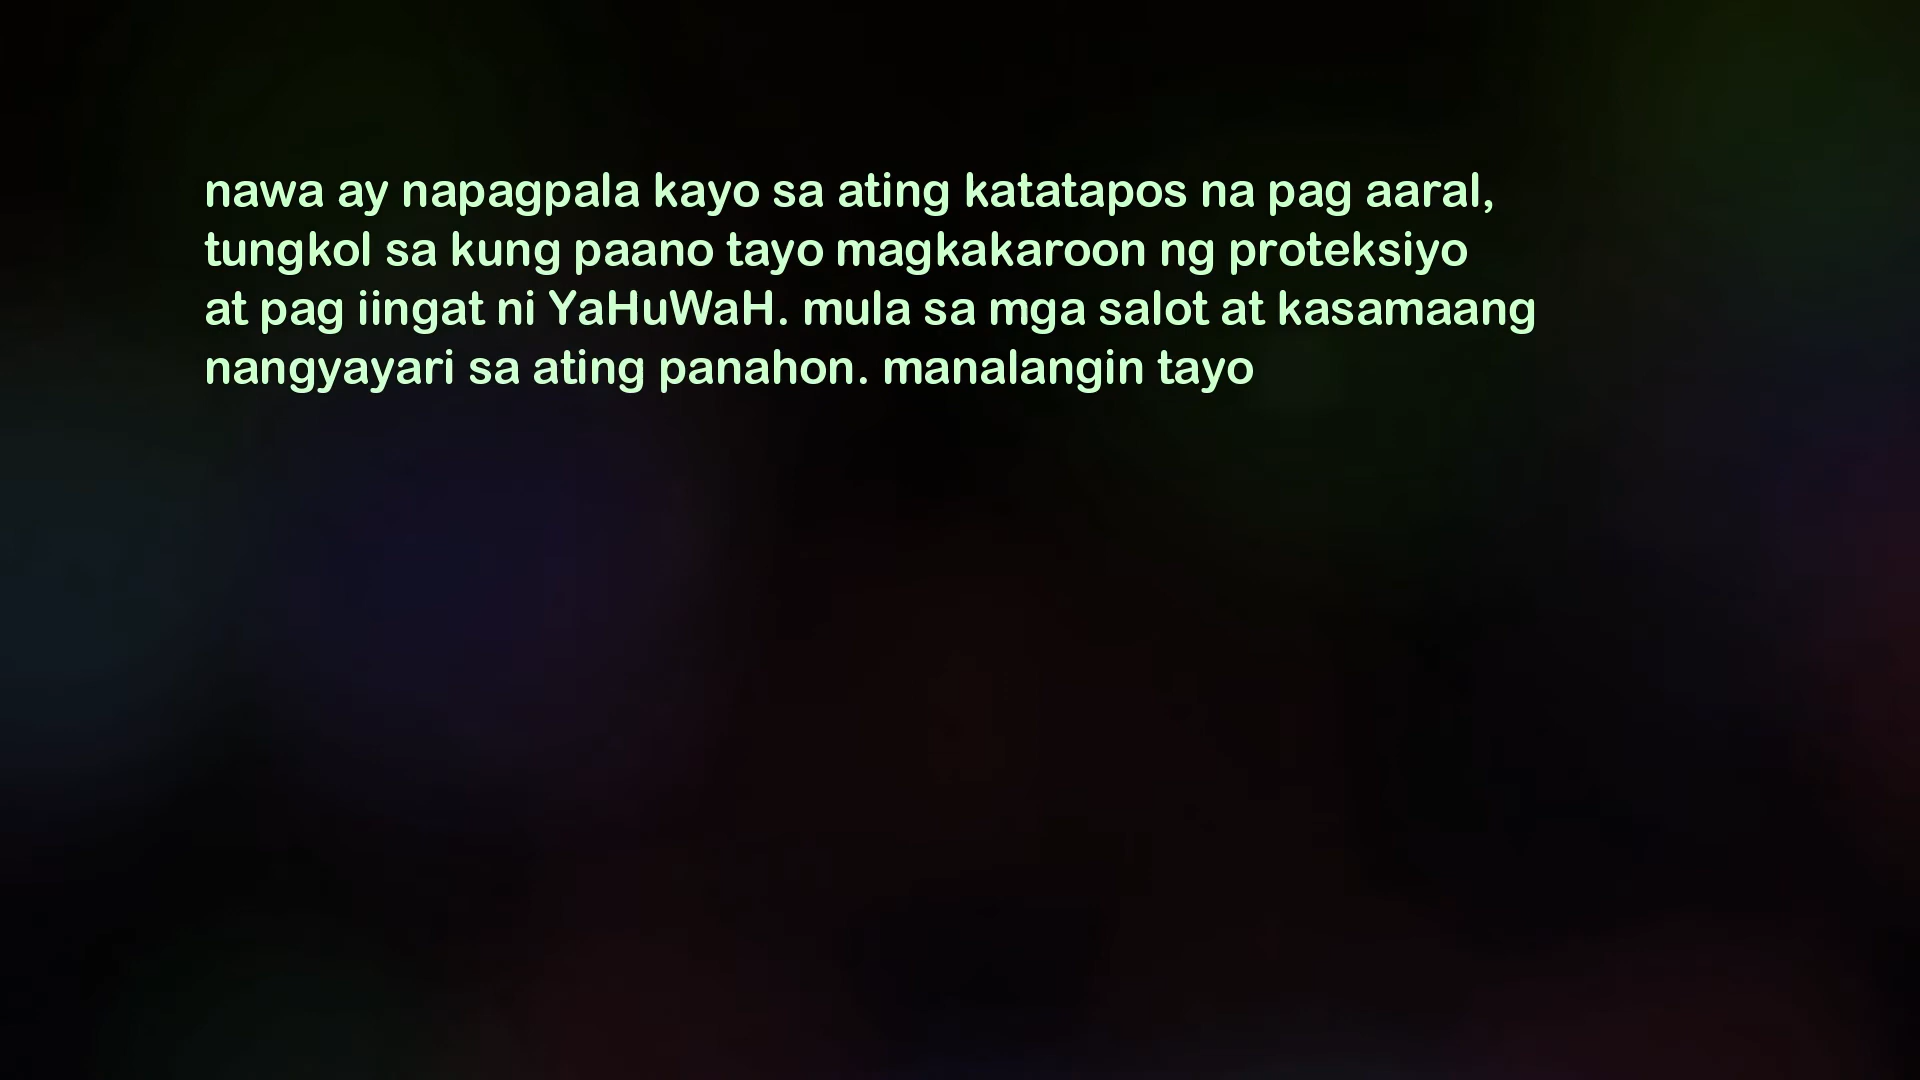 nawa ay napagpala kayo sa ating katatapos na pag aaral,
tungkol sa kung paano tayo magkakaroon ng proteksiyo
at pag iingat ni YaHuWaH. mula sa mga salot at kasamaang
nangyayari sa ating panahon. manalangin tayo